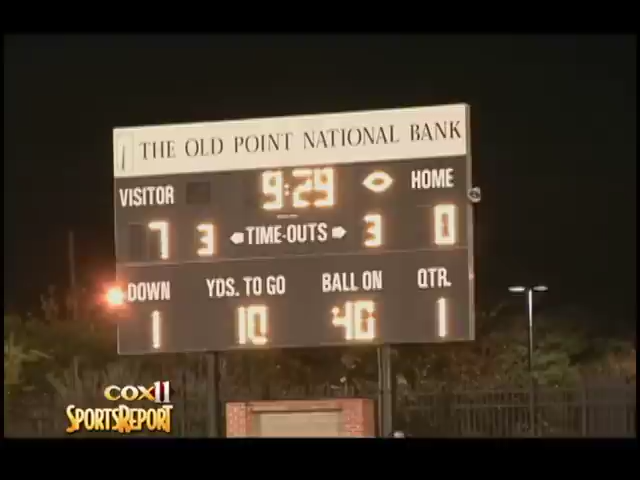 THE OLD POINT NATIONAL BANK
VISITOR 9:29 HOME
7 3 TIME-OUTS 3 0
DOWN YDS. TO GO BALL ON QTR.
1 10 46 1
COX11
SPORTSREPORT